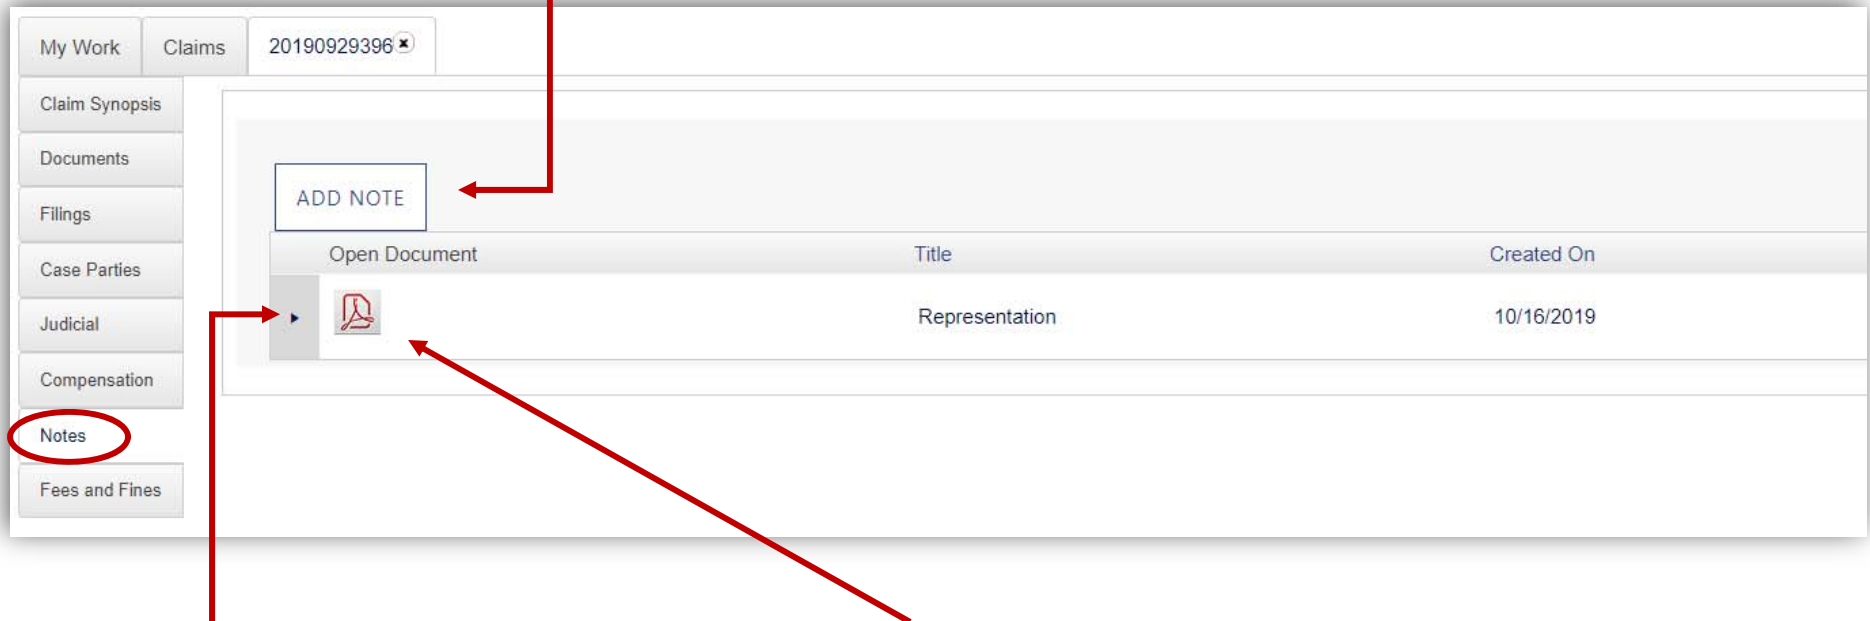 My Work Claims 20190929396
Claim Synopsis
Documents
Filings
Case Parties
Judicial
Compensation
Notes
Fees and Fines
ADD NOTE
Open Document Title Created On
Representation 10/16/2019